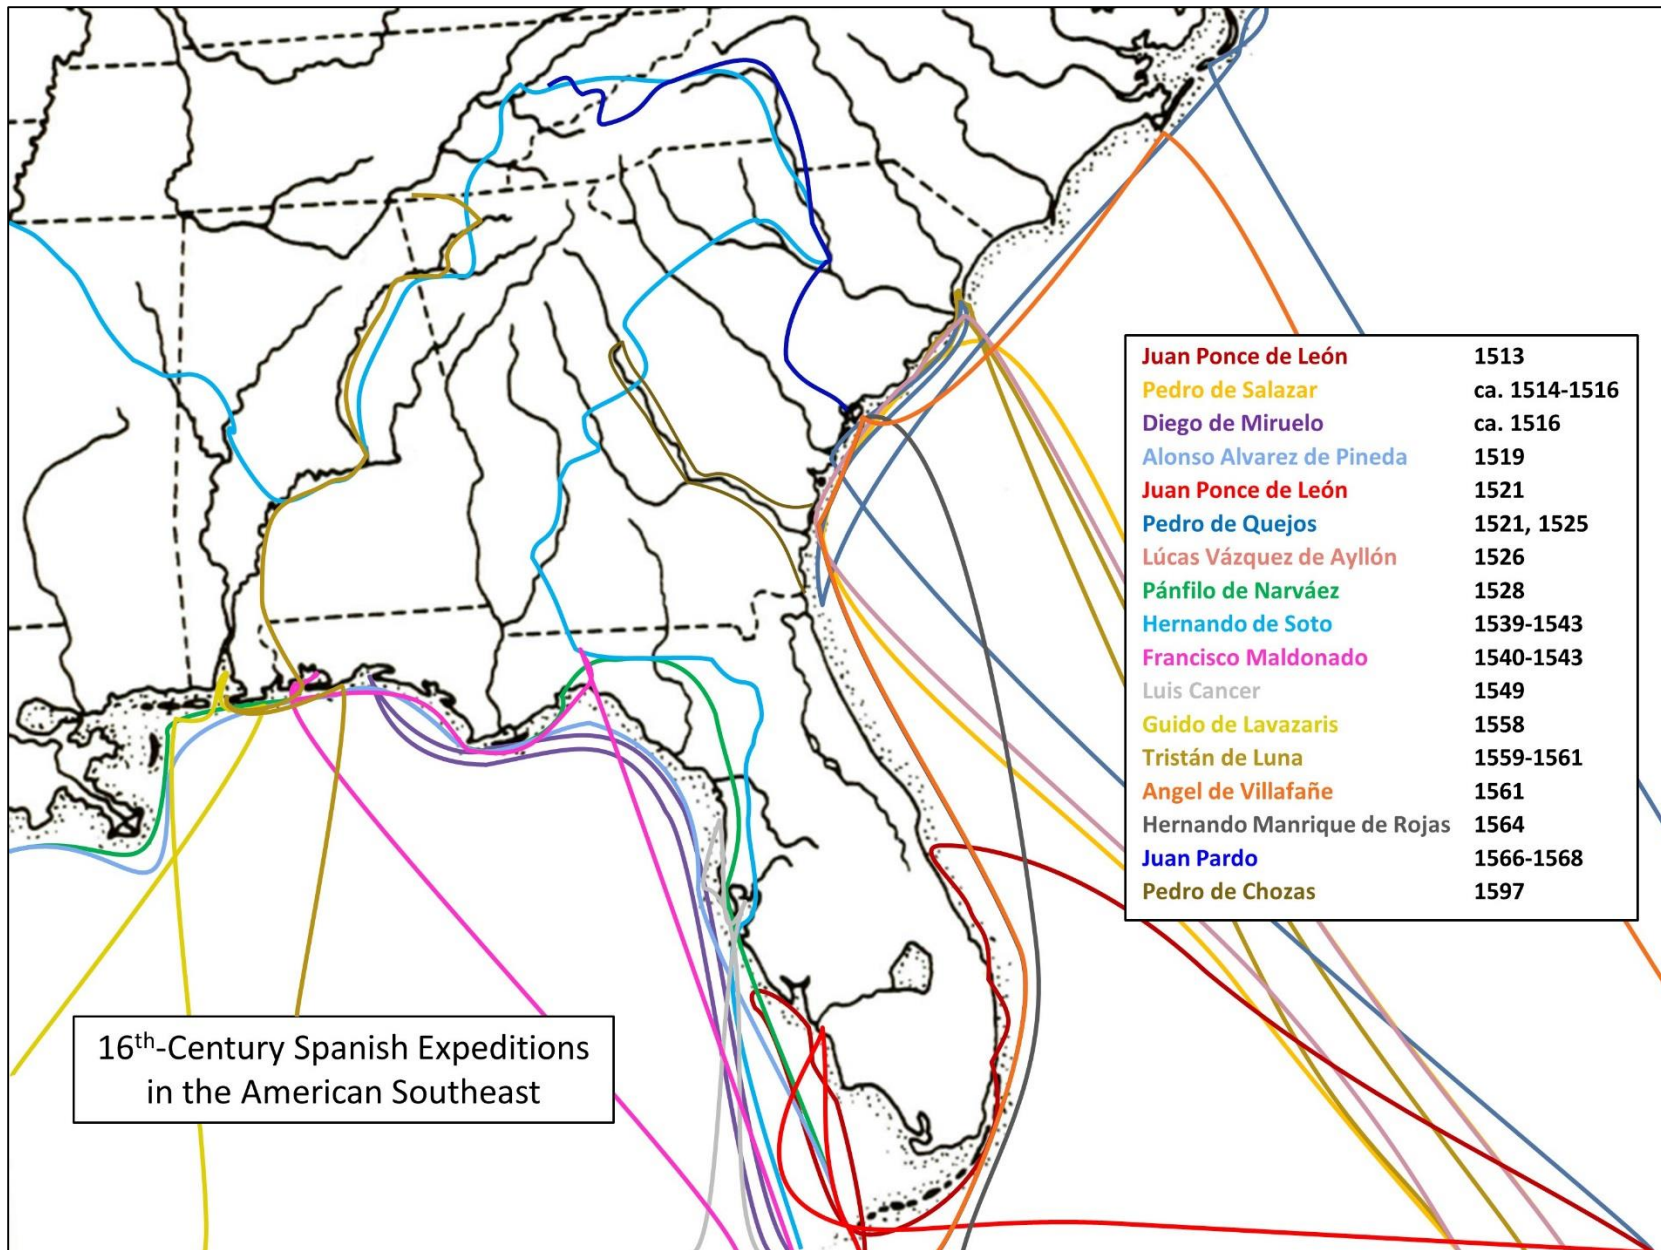 Juan Ponce de León 1513
Pedro de Salazar ca. 1514-1516
Diego de Miruelo ca. 1516
Alonso Alvarez de Pineda 1519
Juan Ponce de León 1521
Pedro de Quejos 1521, 1525
Lúcas Vázquez de Ayllón 1526
Pánfilo de Narváez 1528
Hernando de Soto 1539-1543
Francisco Maldonado 1540-1543
Luis Cancer 1549
Guido de Lavazaris 1558
Tristán de Luna 1559-1561
Angel de Villafañe 1561
Hernando Manrique de Rojas 1564
Juan Pardo 1566-1568
Pedro de Chozas 1597
16th-Century Spanish Expeditions
in the American Southeast